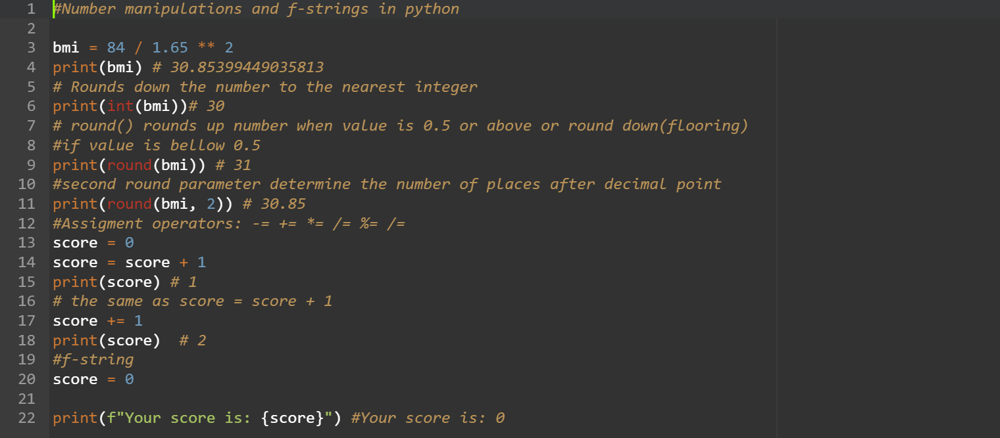 1 #Number manipulations and f-strings in python
2
3 bmi = 84 / 1.65 ** 2
4 print(bmi) # 30.85399449035813
5 # Rounds down the number to the nearest integer
6 print(int(bmi))# 30
7 # round() rounds up number when value is 0.5 or above or round down(flooring)
8 #if value is bellow 0.5
9 print(round(bmi)) # 31
10 #second round parameter determine the number of places after decimal point
11 print(round(bmi, 2)) # 30.85
12 #Assigment operators: -= += *= /= %= /=
13 score = 0
14 score = score + 1
15 print(score) # 1
16 # the same as score = score + 1
17 score += 1
18 print(score)  # 2
19 #f-string
20 score = 0
21
22 print(f"Your score is: {score}") #Your score is: 0